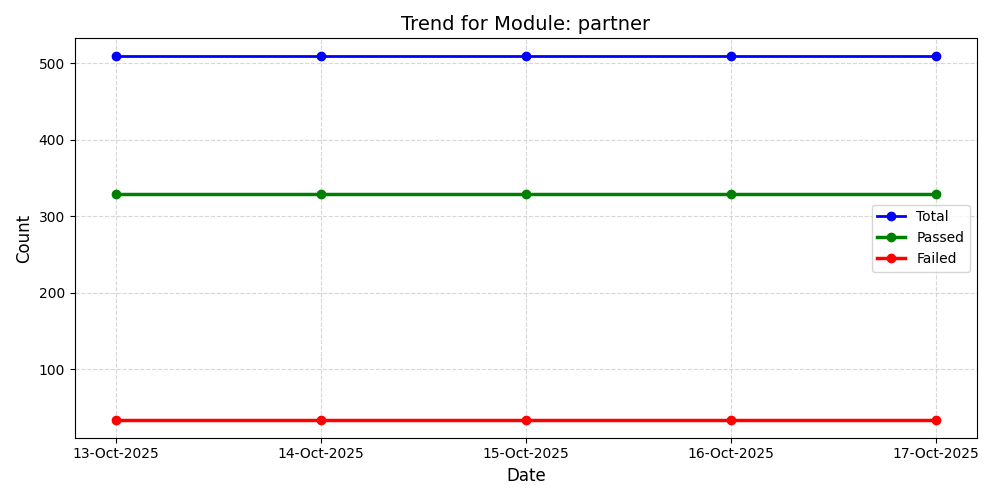 Trend for Module: partner
Count
500
400
300
200
100
Total
Passed
Failed
13-Oct-2025
14-Oct-2025
15-Oct-2025
16-Oct-2025
17-Oct-2025
Date